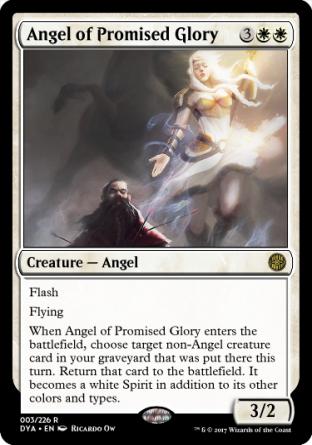 Angel of Promised Glory 3
Creature — Angel
Flash
Flying
When Angel of Promised Glory enters the
battlefield, choose target non-Angel creature
card in your graveyard that was put there this
turn. Return that card to the battlefield. It
becomes a white Spirit in addition to its other
colors and types.
3/2
003/226 R
DYA • EN Ricardo Ow
™ & © 2017 Wizards of the Coast